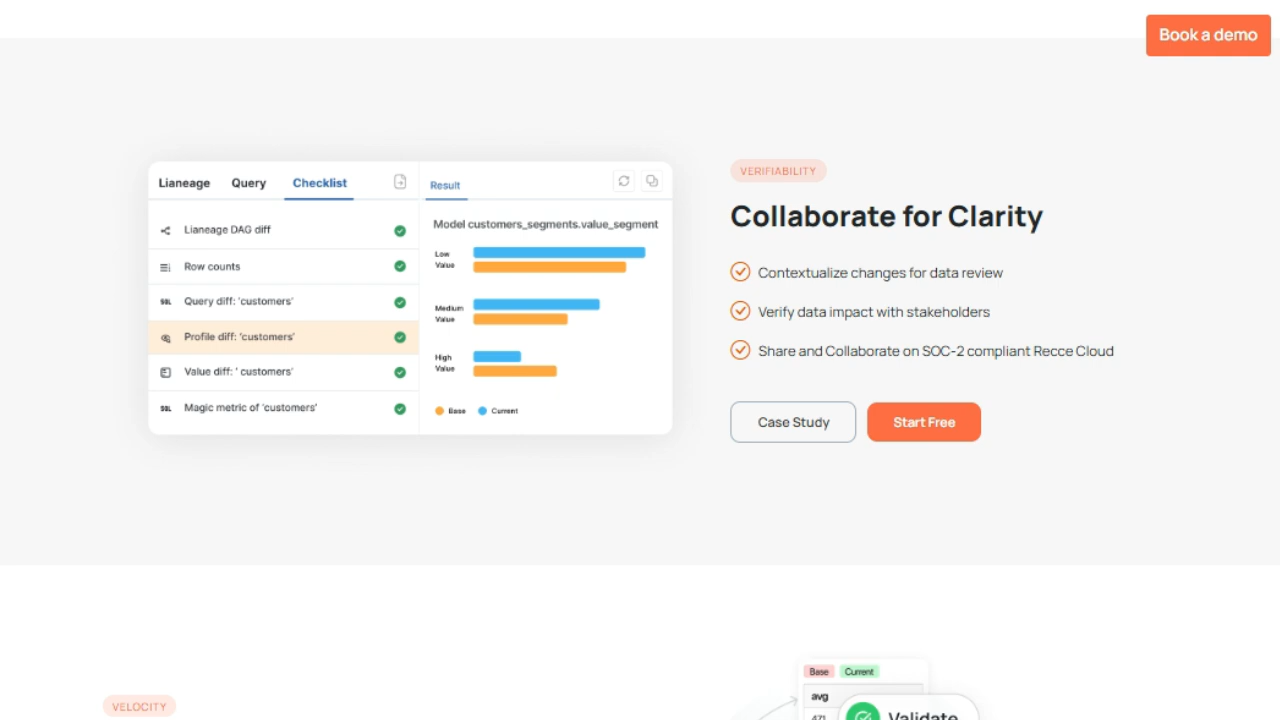 Book a demo
Lianeage Query Checklist
Result
Lianeage DAG diff
Row counts
SQL Query diff: 'customers'
Profile diff: 'customers'
Value diff: ' customers'
SQL Magic metric of 'customers'
Model customers_segments.value_segment
Low
Value
Medium
Value
High
Value
Base Current
VERIFIABILITY
Collaborate for Clarity
Contextualize changes for data review
Verify data impact with stakeholders
Share and Collaborate on SOC-2 compliant Recce Cloud
Case Study Start Free
VELOCITY
Base Current
avg
471
Validate